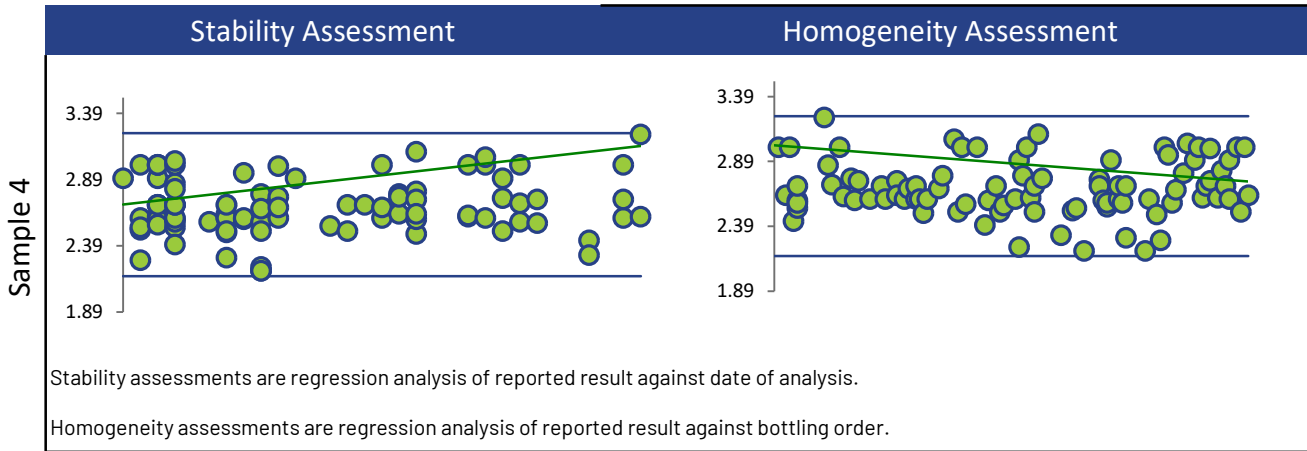 Stability Assessment
Homogeneity Assessment
Sample 4
3.39
2.89
2.39
1.89
3.39
2.89
2.39
1.89
Stability assessments are regression analysis of reported result against date of analysis.
Homogeneity assessments are regression analysis of reported result against bottling order.